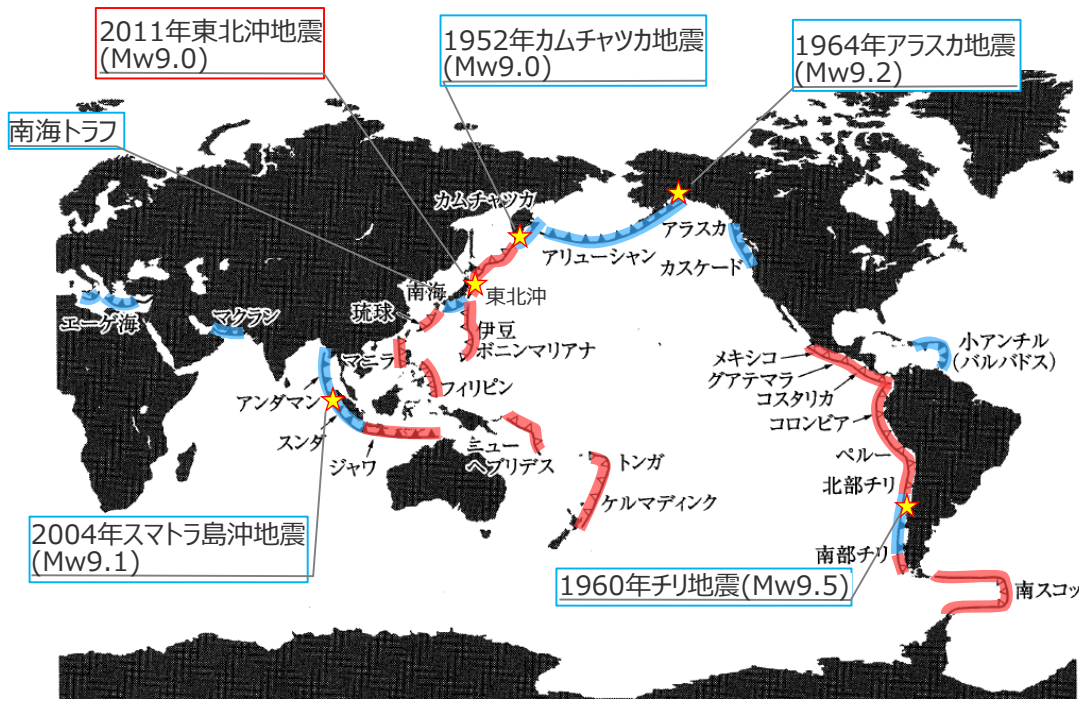 2011年東北沖地震
(Mw9.0)
1952年カムチャツカ地震
(Mw9.0)
1964年アラスカ地震
(Mw9.2)
南海トラフ
カムチャツカ
アラスカ
アリューシャン
カスケード
南海
東北沖
琉球
エーゲ海
マクラン
伊豆
ボニンマリアナ
マニラ
フィリピン
アンダマン
スンダ
ジャワ
ニュー
ヘブリデス
トンガ
ケルマディック
メキシコ
グアテマラ
コスタリカ
コロンビア
小アンチル
(バルバドス)
ペルー
北部チリ
南部チリ
南スコッ
2004年スマトラ島沖地震
(Mw9.1)
1960年チリ地震(Mw9.5)